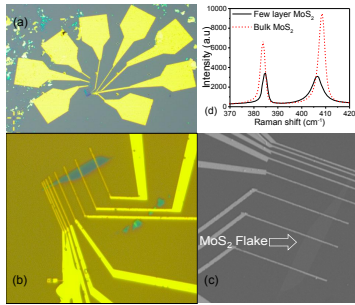 (a)
10000
8000
6000
4000
2000
0
Intensity (a.u)
Few layer MoS₂
Bulk MoS₂
(d)
370 380 390 400 410 420
Raman shift (cm⁻¹)
(b)
MoS₂ Flake
(c)